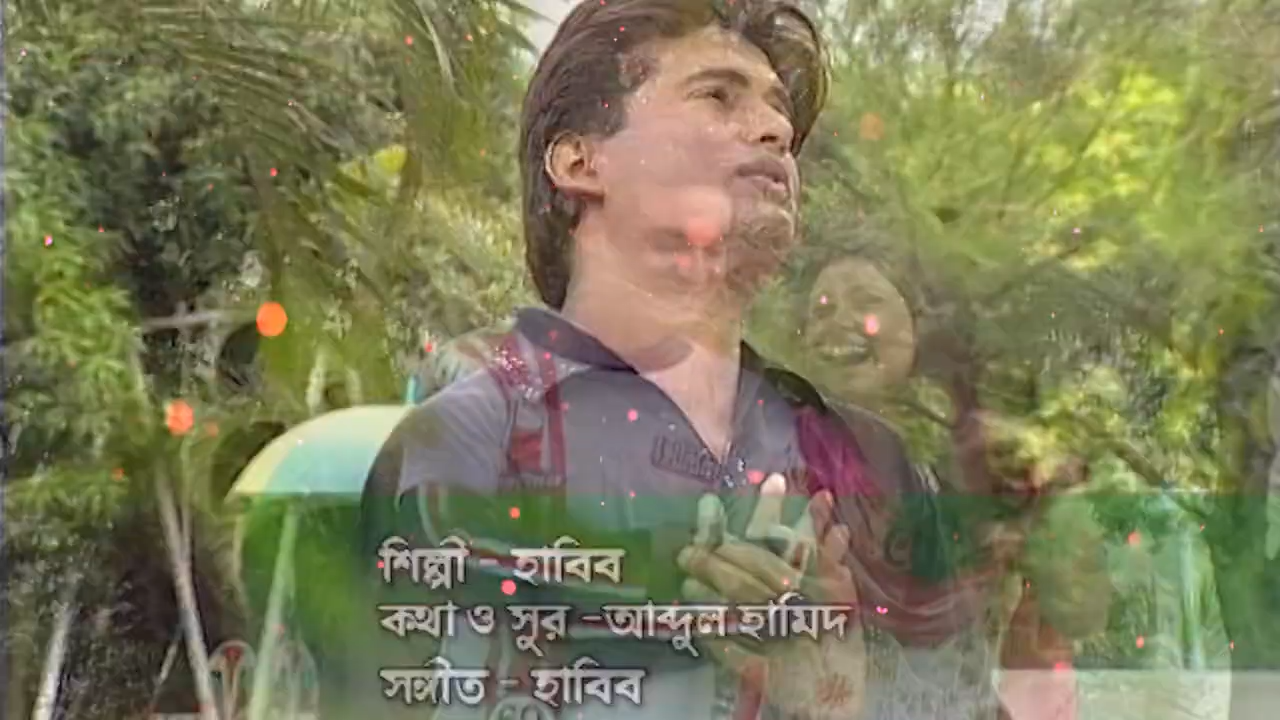 শিল্পী - হাবিব
কথা ও সুর -আব্দুল হামিদ
সঙ্গীত - হাবিব